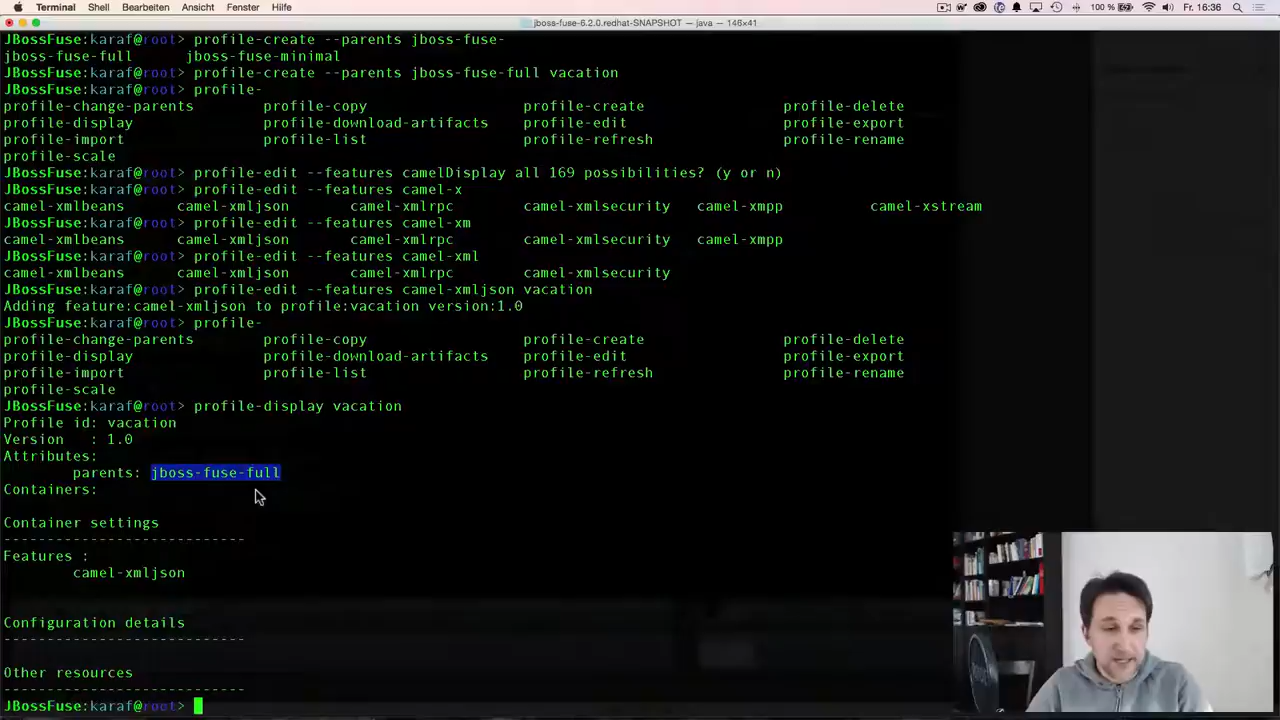 Terminal Shell Bearbeiten Ansicht Fenster Hilfe 100 % Fr. 16:36
jboss-fuse-6.2.0.redhat-SNAPSHOT — java — 146×41
JBossFuse:karaf@root> profile-create --parents jboss-fuse-
jboss-fuse-full jboss-fuse-minimal
JBossFuse:karaf@root> profile-create --parents jboss-fuse-full vacation
JBossFuse:karaf@root> profile-
profile-change-parents profile-copy profile-create profile-delete
profile-display profile-download-artifacts profile-edit profile-export
profile-import profile-list profile-refresh profile-rename
profile-scale
JBossFuse:karaf@root> profile-edit --features camelDisplay all 169 possibilities? (y or n)
JBossFuse:karaf@root> profile-edit --features camel-x
camel-xmlbeans camel-xmljson camel-xmlrpc camel-xmlsecurity camel-xmpp camel-xstream
JBossFuse:karaf@root> profile-edit --features camel-xm
camel-xmlbeans camel-xmljson camel-xmlrpc camel-xmlsecurity camel-xmpp
JBossFuse:karaf@root> profile-edit --features camel-xml
camel-xmlbeans camel-xmljson camel-xmlrpc camel-xmlsecurity
JBossFuse:karaf@root> profile-edit --features camel-xmljson vacation
Adding feature:camel-xmljson to profile:vacation version:1.0
JBossFuse:karaf@root> profile-
profile-change-parents profile-copy profile-create profile-delete
profile-display profile-download-artifacts profile-edit profile-export
profile-import profile-list profile-refresh profile-rename
profile-scale
JBossFuse:karaf@root> profile-display vacation
Profile id: vacation
Version : 1.0
Attributes:
parents: jboss-fuse-full
Containers:
Container settings
----------------------------
Features :
camel-xmljson
Configuration details
----------------------------
Other resources
----------------------------
JBossFuse:karaf@root>